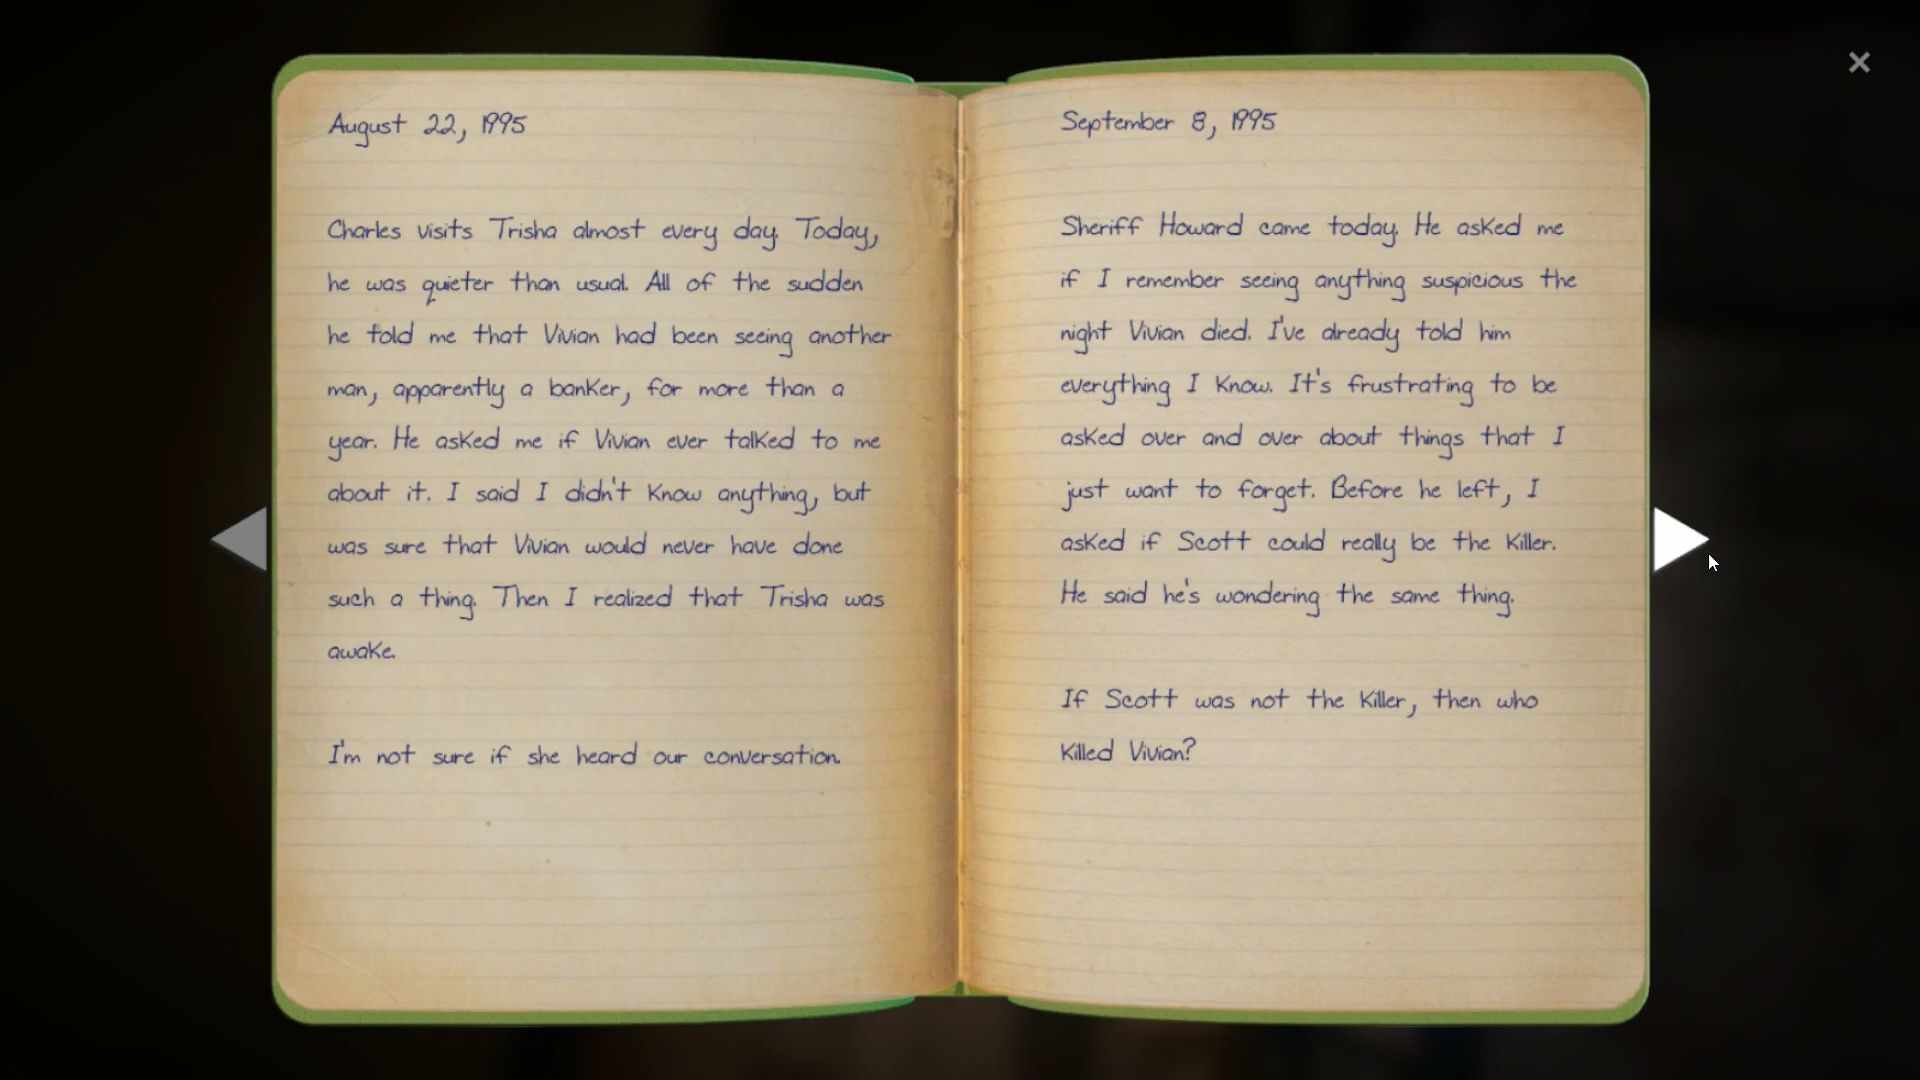 August 22, 1995
Charles visits Trisha almost every day. Today,
he was quieter than usual. All of the sudden
he told me that Vivian had been seeing another
man, apparently a banker, for more than a
year. He asked me if Vivian ever talked to me
about it. I said I didn't know anything, but
was sure that Vivian would never have done
such a thing. Then I realized that Trisha was
awake.
I'm not sure if she heard our conversation.
September 8, 1995
Sheriff Howard came today. He asked me
if I remember seeing anything suspicious the
night Vivian died. I've already told him
everything I know. It's frustrating to be
asked over and over about things that I
just want to forget. Before he left, I
asked if Scott could really be the killer.
He said he's wondering the same thing.
If Scott was not the killer, then who
killed Vivian?